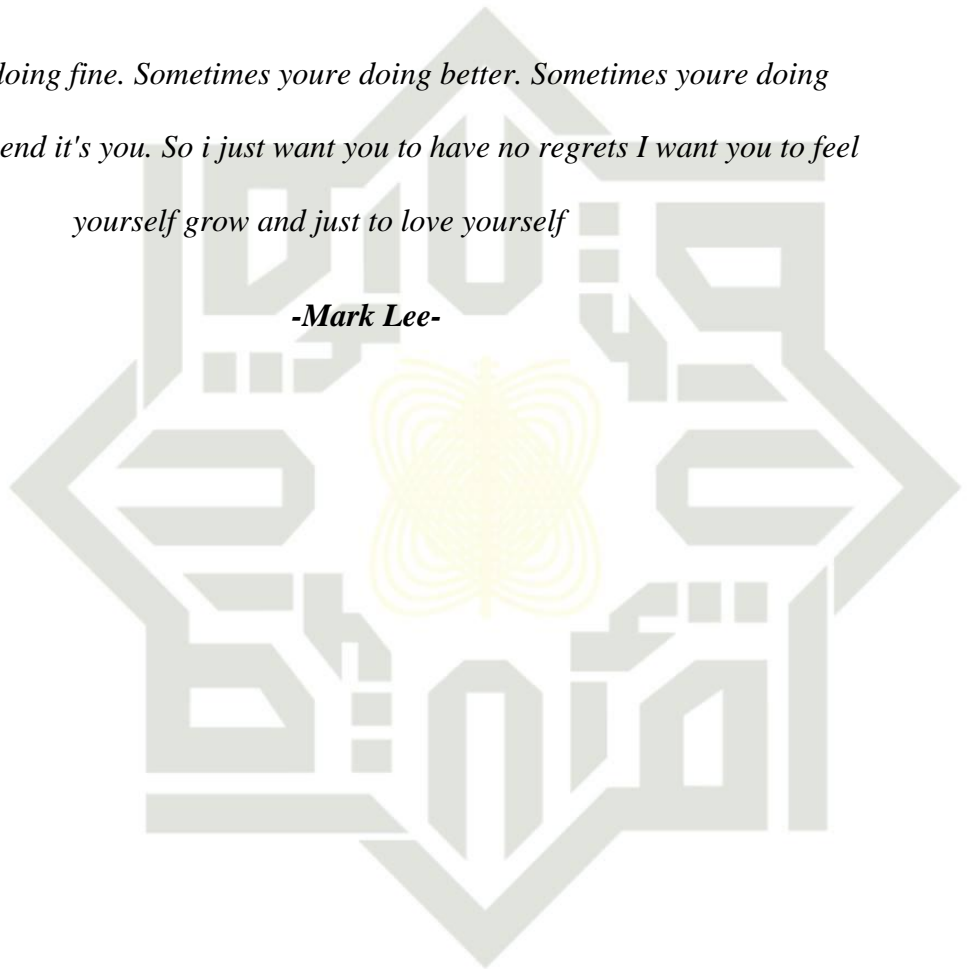 doing fine. Sometimes youre doing better. Sometimes youre doing
end it's you. So i just want you to have no regrets I want you to feel
yourself grow and just to love yourself
-Mark Lee-